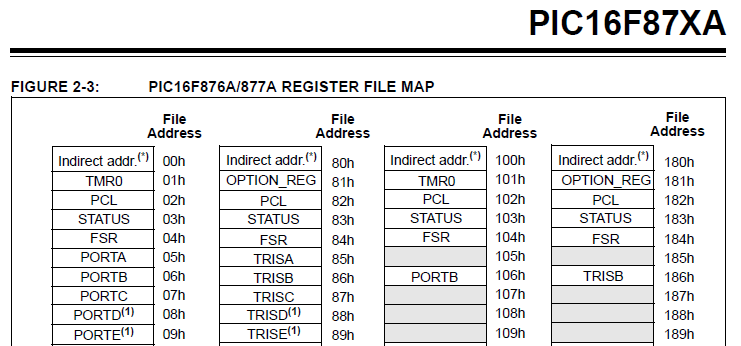 PIC16F87XA
FIGURE 2-3: PIC16F876A/877A REGISTER FILE MAP
File Address File Address File Address File Address
Indirect addr.(*) 00h Indirect addr.(*) 80h Indirect addr.(*) 100h Indirect addr.(*) 180h
TMR0 01h OPTION_REG 81h TMR0 101h OPTION_REG 181h
PCL 02h PCL 82h PCL 102h PCL 182h
STATUS 03h STATUS 83h STATUS 103h STATUS 183h
FSR 04h FSR 84h FSR 104h FSR 184h
PORTA 05h TRISA 85h 105h 185h
PORTB 06h TRISB 86h PORTB 106h TRISB 186h
PORTC 07h TRISC 87h 107h 187h
PORTD(1) 08h TRISD(1) 88h 108h 188h
PORTE(1) 09h TRISE(1) 89h 109h 189h